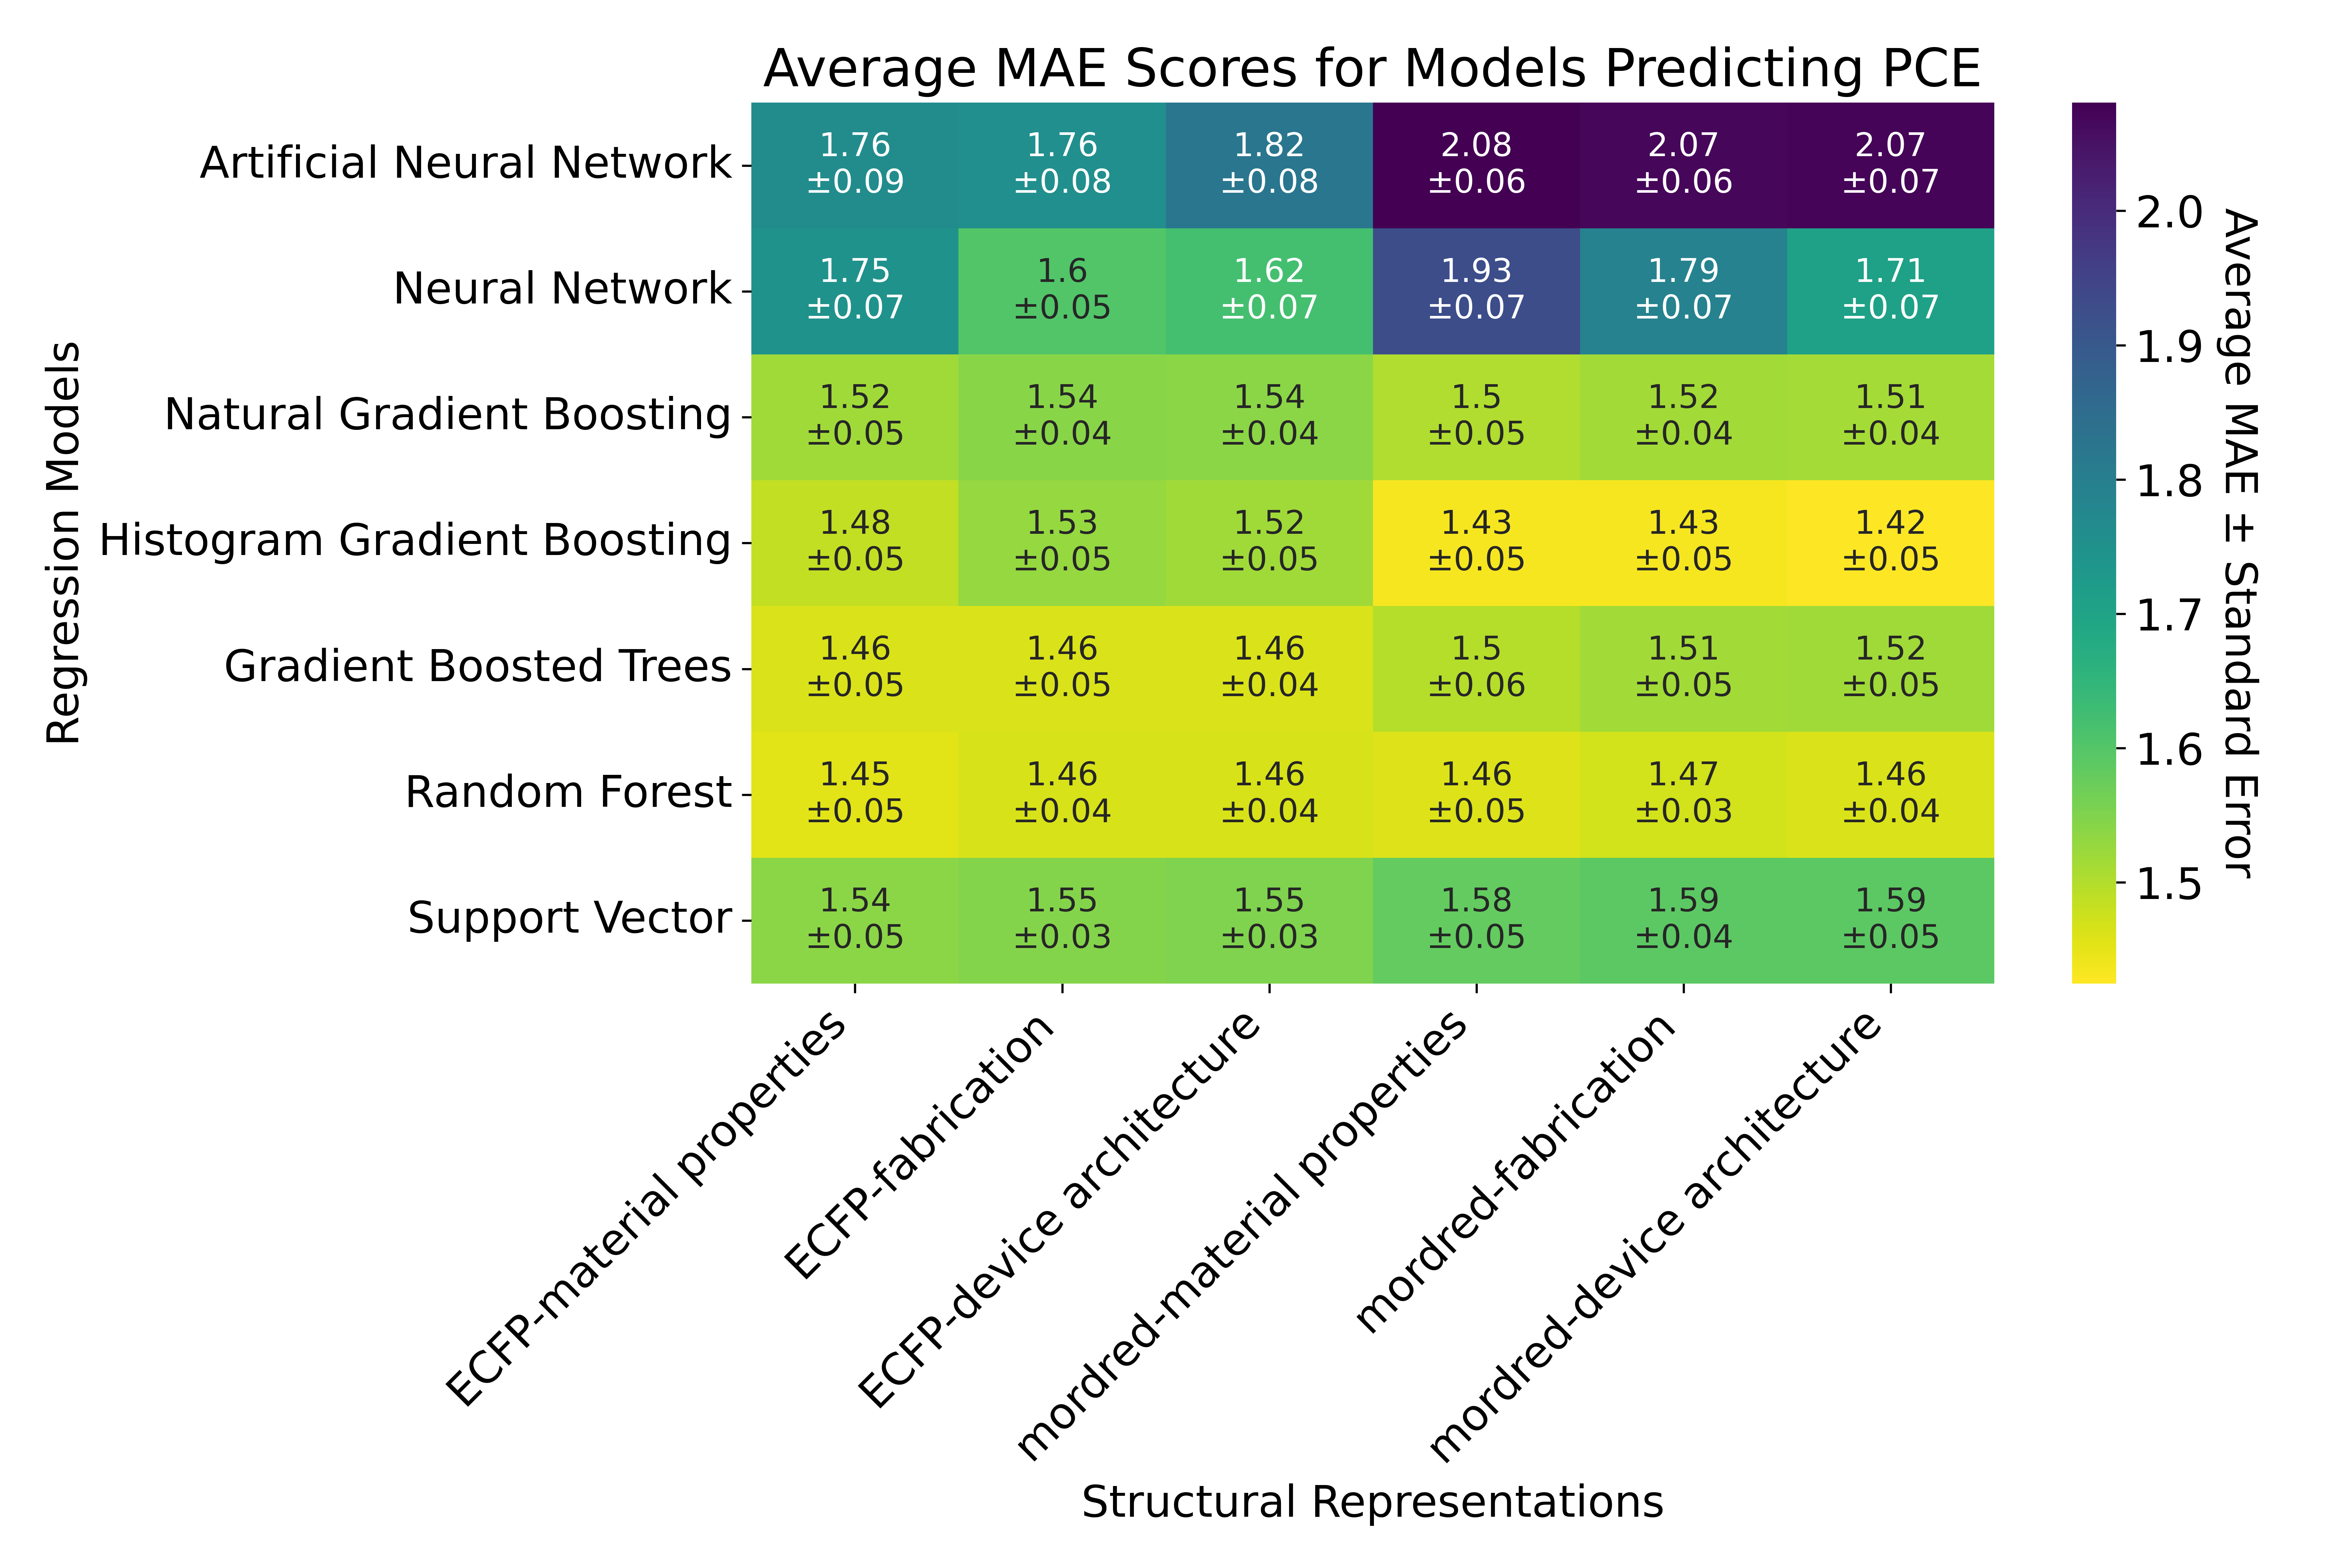 Average MAE Scores for Models Predicting PCE
Regression Models
Artificial Neural Network
1.76 1.76 1.82 2.08 2.07 2.07
±0.09 ±0.08 ±0.08 ±0.06 ±0.06 ±0.07
Neural Network
1.75 1.6 1.62 1.93 1.79 1.71
±0.07 ±0.05 ±0.07 ±0.07 ±0.07 ±0.07
Natural Gradient Boosting
1.52 1.54 1.54 1.5 1.52 1.51
±0.05 ±0.04 ±0.04 ±0.05 ±0.04 ±0.04
Histogram Gradient Boosting
1.48 1.53 1.52 1.43 1.43 1.42
±0.05 ±0.05 ±0.05 ±0.05 ±0.05 ±0.05
Gradient Boosted Trees
1.46 1.46 1.46 1.5 1.51 1.52
±0.05 ±0.05 ±0.04 ±0.06 ±0.05 ±0.05
Random Forest
1.45 1.46 1.46 1.46 1.47 1.46
±0.05 ±0.04 ±0.04 ±0.05 ±0.03 ±0.04
Support Vector
1.54 1.55 1.55 1.58 1.59 1.59
±0.05 ±0.03 ±0.03 ±0.05 ±0.04 ±0.05
ECFP-material properties
ECFP-fabrication
ECFP-device architecture
mordred-material properties
mordred-fabrication
mordred-device architecture
Structural Representations
2.0
1.9
1.8
1.7
1.6
1.5
Average MAE ± Standard Error